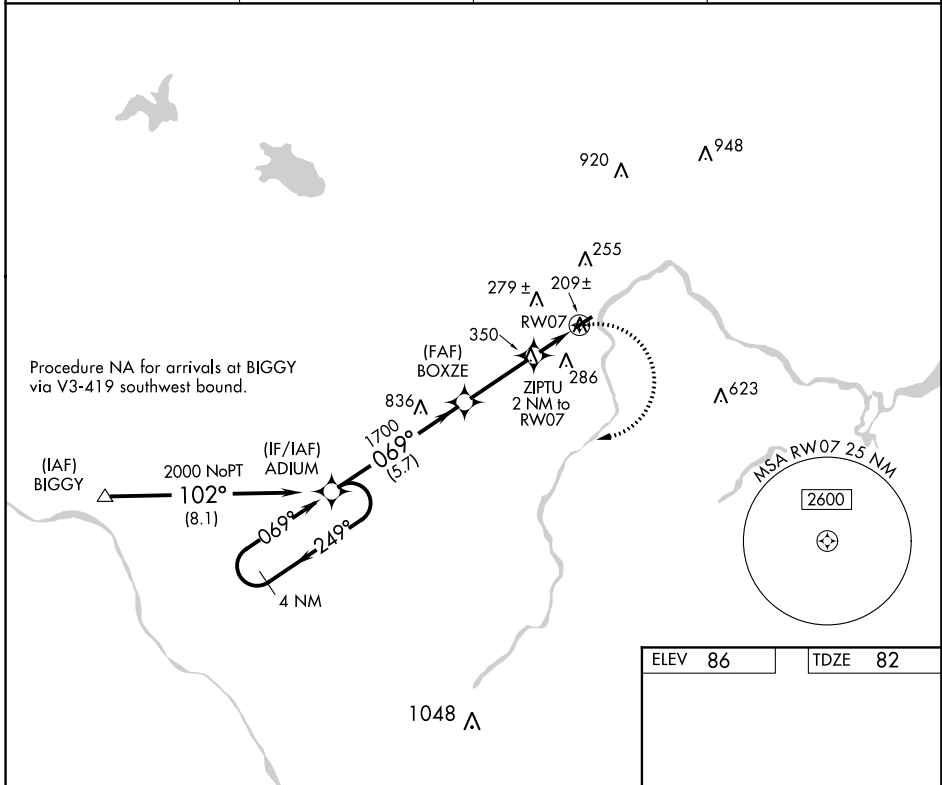 920
948
255
279 ±
209±
RW07
350
(FAF)
BOXZE
286
ZIPTU
2 NM to
RW07
Procedure NA for arrivals at BIGGY
via V3-419 southwest bound.
836
623
1700
069°
(5.7)
(IF/IAF)
ADIUM
(IAF)
BIGGY
2000 NoPT
102°
(8.1)
MSA RW07 25 NM
2600
069°
249°
4 NM
ELEV 86
TDZE 82
1048